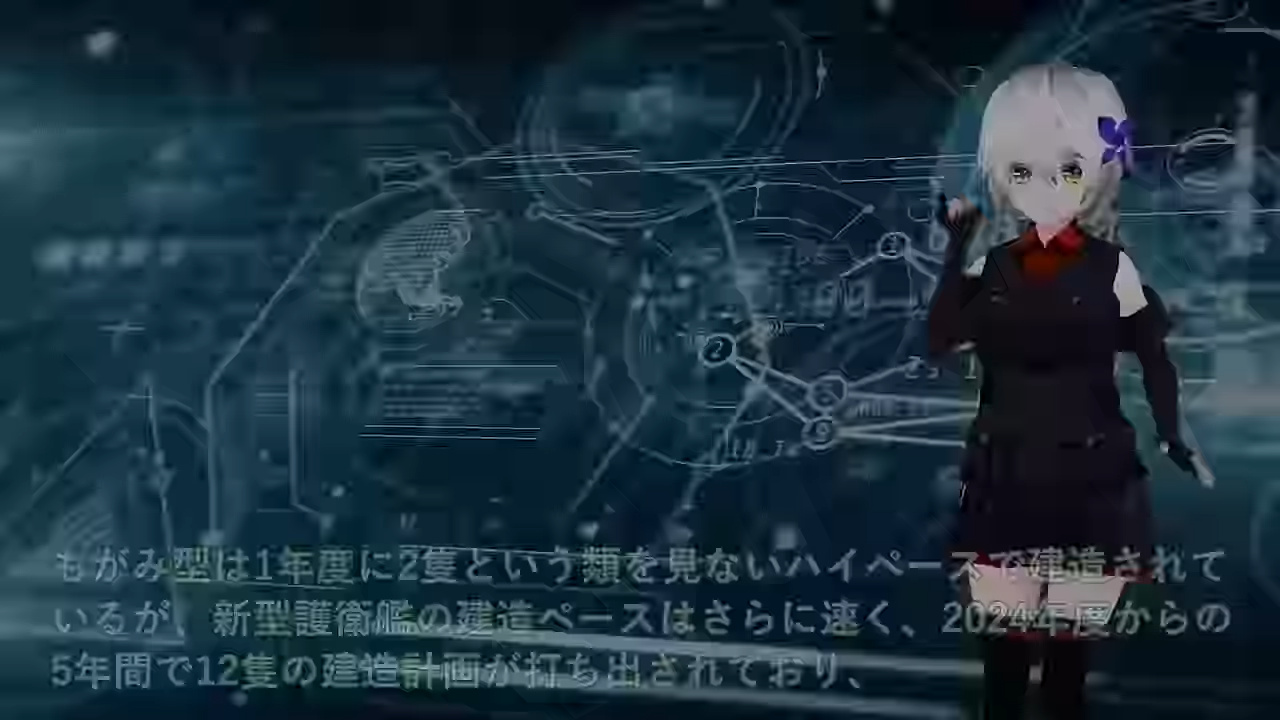 もがみ型は1年度に2隻という類を見ないハイペースで建造されて
いるが、新型護衛艦の建造ペースはさらに速く、2024年度からの
5年間で12隻の建造計画が打ち出されており、